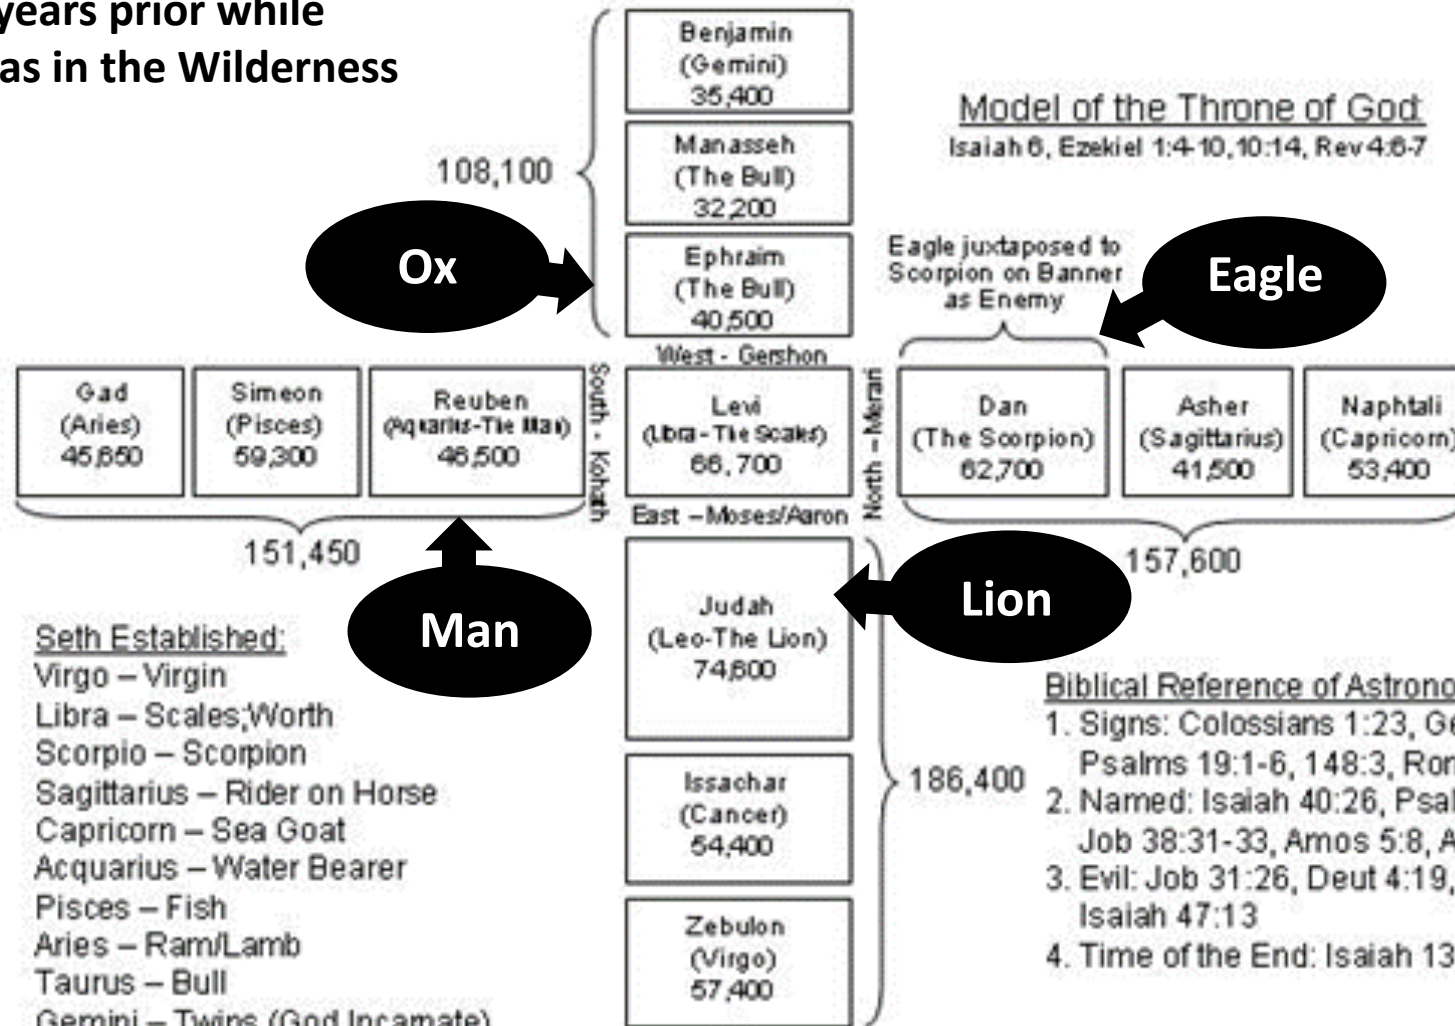 years prior while
as in the Wilderness
Benjamin
(Gemini)
35,400
Manasseh
(The Bull)
32,200
Ephraim
(The Bull)
40,500
108,100
Ox
Model of the Throne of God:
Isaiah 6, Ezekiel 1:4-10,10:14, Rev 4:6-7
Eagle juxtaposed to
Scorpion on Banner
as Enemy
Eagle
West - Gershon
Gad
(Aries)
45,650
Simeon
(Pisces)
59,300
Reuben
(Aquarius-The Man)
46,500
South - Kohath
Levi
(Libra-The Scales)
66,700
North – Merari
Dan
(The Scorpion)
62,700
Asher
(Sagittarius)
41,500
Naphtali
(Capricorn)
53,400
East – Moses/Aaron
151,450
157,600
Man
Lion
Judah
(Leo-The Lion)
74,600
Issachar
(Cancer)
54,400
Zebulon
(Virgo)
57,400
186,400
Seth Established:
Virgo – Virgin
Libra – Scales;Worth
Scorpio – Scorpion
Sagittarius – Rider on Horse
Capricorn – Sea Goat
Acquarius – Water Bearer
Pisces – Fish
Aries – Ram/Lamb
Taurus – Bull
Gemini – Twins (God Incarnate)
Biblical Reference of Astrono
1. Signs: Colossians 1:23, Ge
Psalms 19:1-6, 148:3, Rom
2. Named: Isaiah 40:26, Psal
Job 38:31-33, Amos 5:8, A
3. Evil: Job 31:26, Deut 4:19,
Isaiah 47:13
4. Time of the End: Isaiah 13